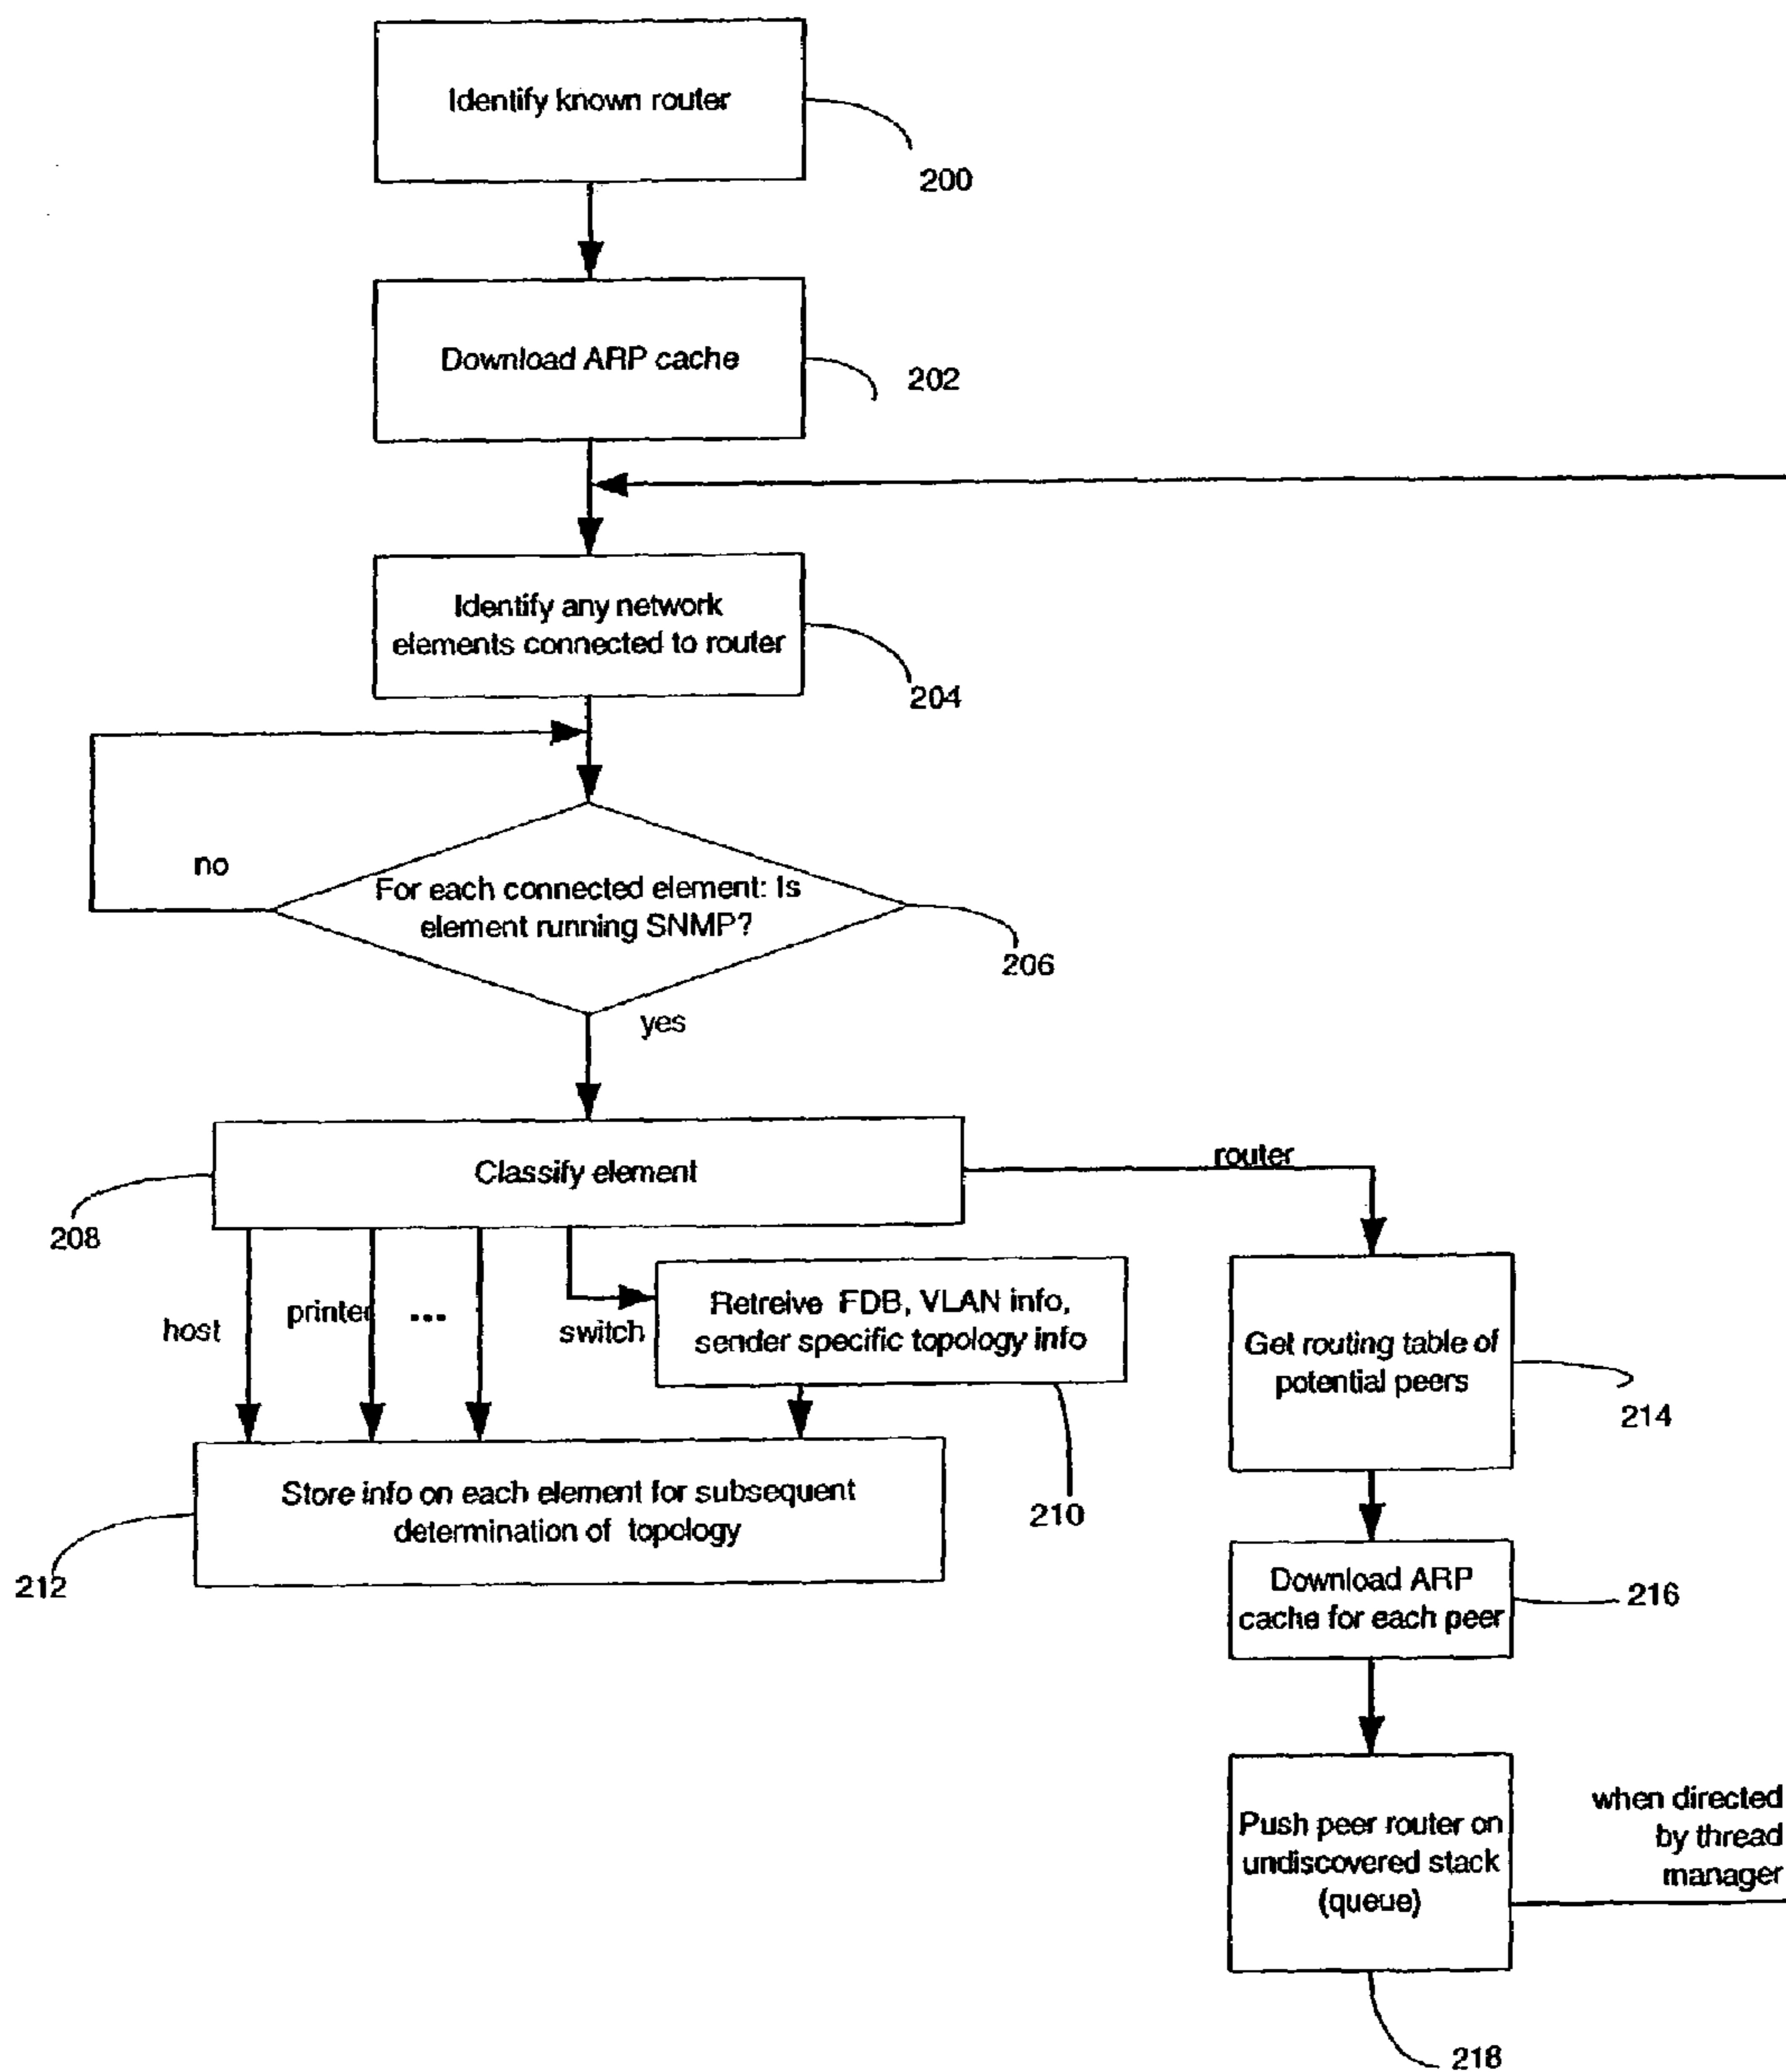 Identify known router
200
Download ARP cache
202
Identify any network
elements connected to router
204
no
For each connected element: Is
element running SNMP?
206
yes
Classify element
208
router
host
printer
...
switch
Retreive FDB, VLAN info,
sender specific topology info
210
Store info on each element for subsequent
determination of topology
212
Get routing table of
potential peers
214
Download ARP
cache for each peer
216
Push peer router on
undiscovered stack
(queue)
218
when directed
by thread
manager